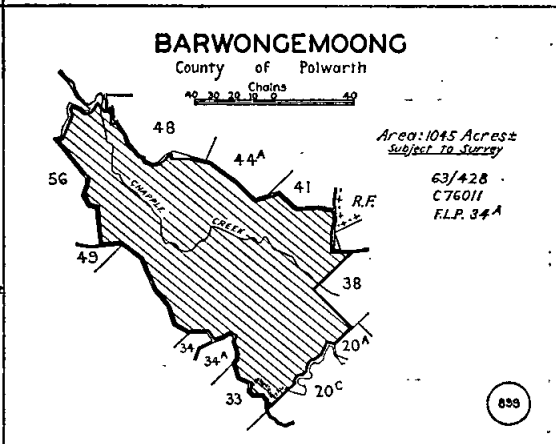 BARWONGEMOONG
County of Polwarth
Chains
40 30 20 10 0 40
Area: 1045 Acres±
Subject to Survey
63/428
C76011
F.L.P. 34A
48
44A
41
R.F.
56
CHAPPLE CREEK
49
38
20A
34
34A
33
20C